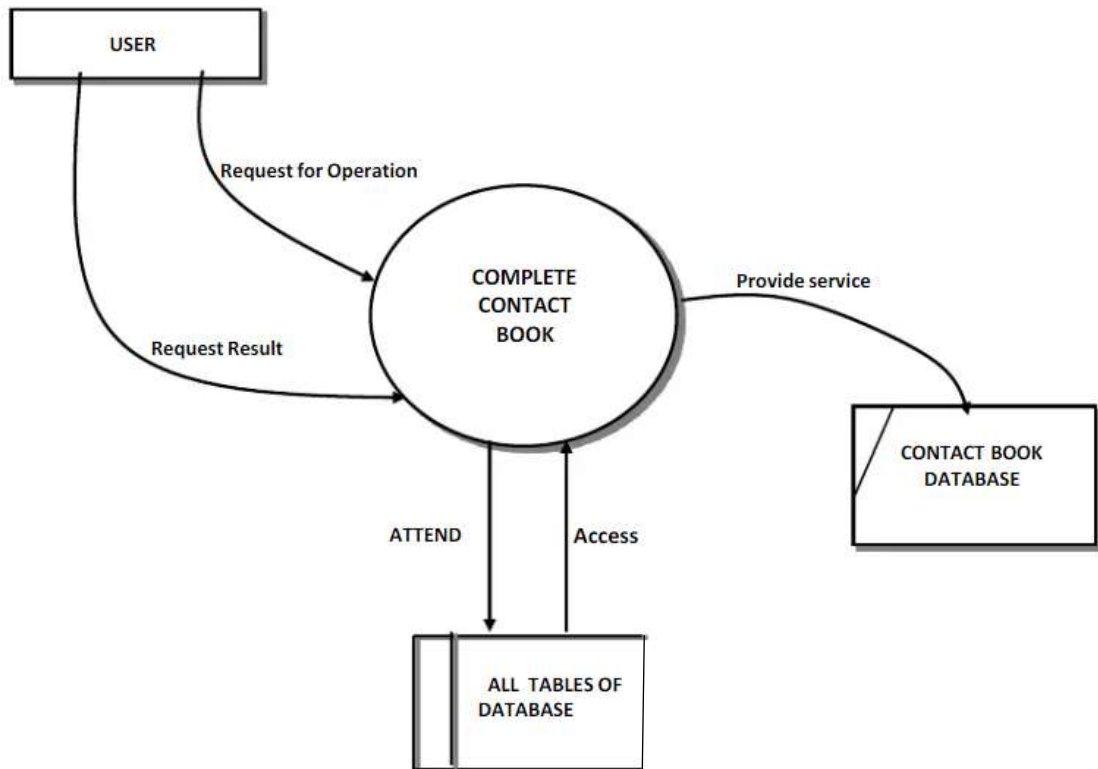 USER
Request for Operation
COMPLETE
CONTACT
BOOK
Provide service
Request Result
CONTACT BOOK
DATABASE
ATTEND
Access
ALL TABLES OF
DATABASE